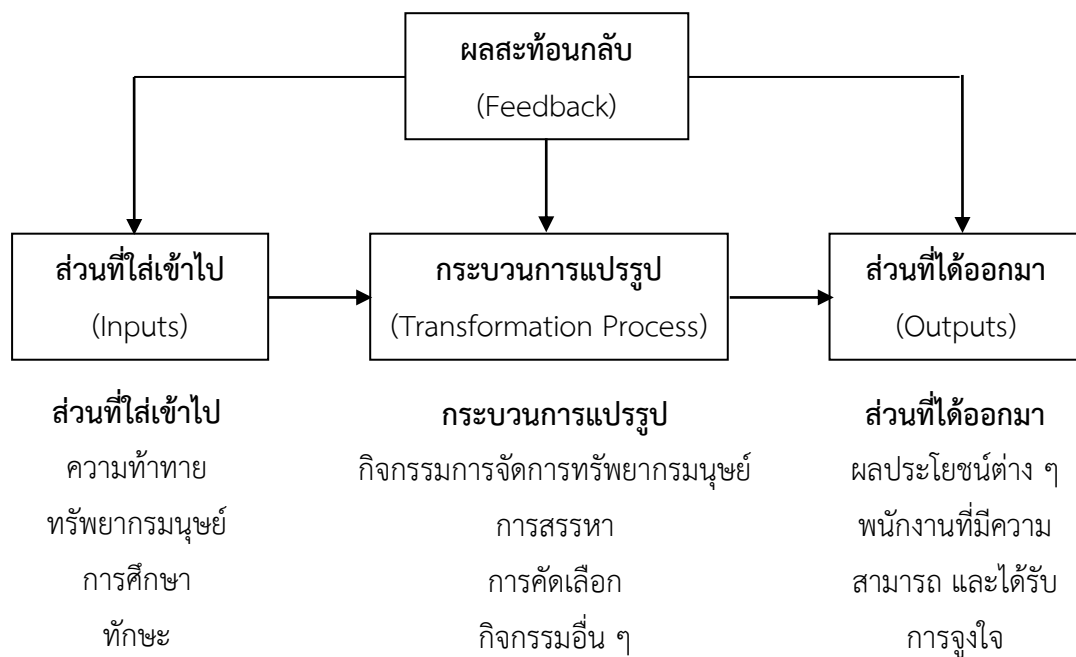 ผลสะท้อนกลับ
(Feedback)
ส่วนที่ใส่เข้าไป
(Inputs)
กระบวนการแปรรูป
(Transformation Process)
ส่วนที่ได้ออกมา
(Outputs)
ส่วนที่ใส่เข้าไป
ความท้าทาย
ทรัพยากรมนุษย์
การศึกษา
ทักษะ
กระบวนการแปรรูป
กิจกรรมการจัดการทรัพยากรมนุษย์
การสรรหา
การคัดเลือก
กิจกรรมอื่น ๆ
ส่วนที่ได้ออกมา
ผลประโยชน์ต่าง ๆ
พนักงานที่มีความ
สามารถ และได้รับ
การจูงใจ